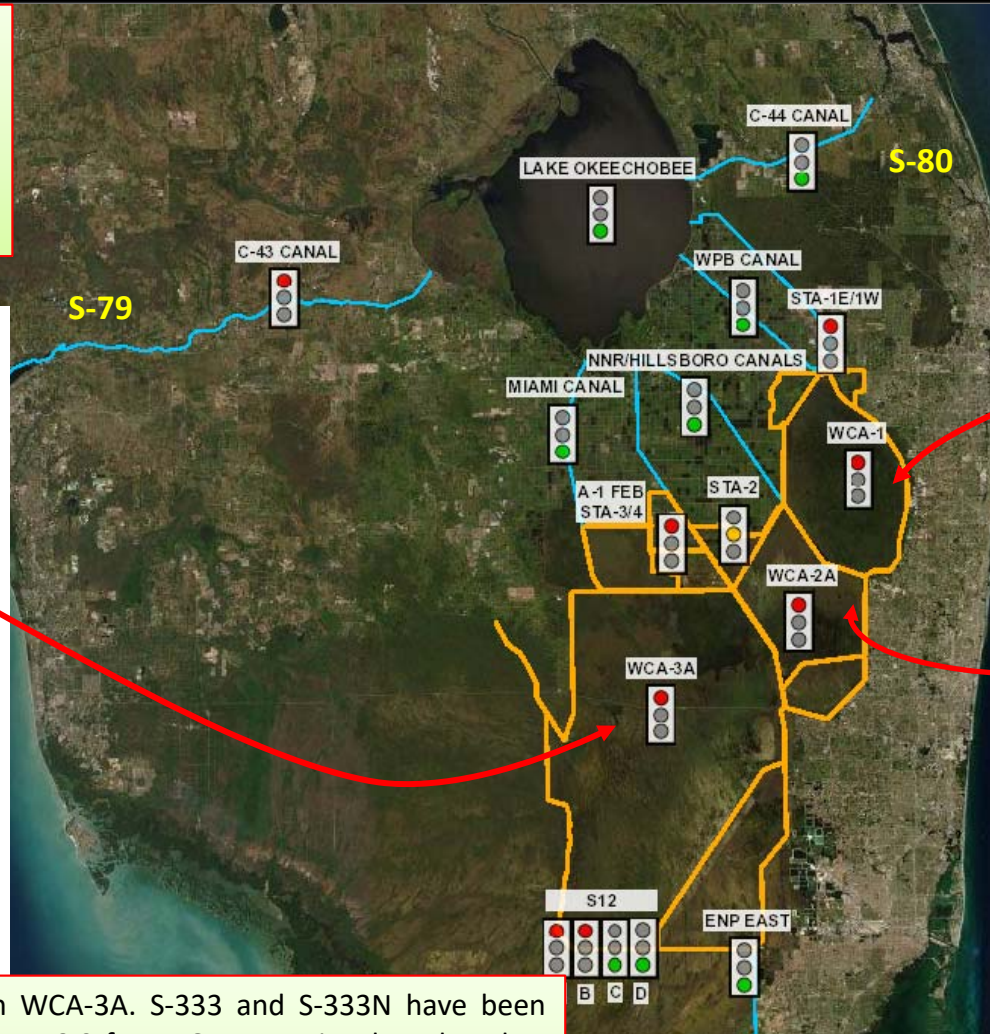 C-44 CANAL
S-80
LAKE OKEECHOBEE
C-43 CANAL
WPB CANAL
S-79
STA-1E/1W
NNR/HILLSBORO CANALS
MIAMI CANAL
WCA-1
A-1 FEB
STA-3/4
STA-2
WCA-2A
WCA-3A
S12
ENP EAST
B C D
WCA-3A. S-333 and S-333N have been